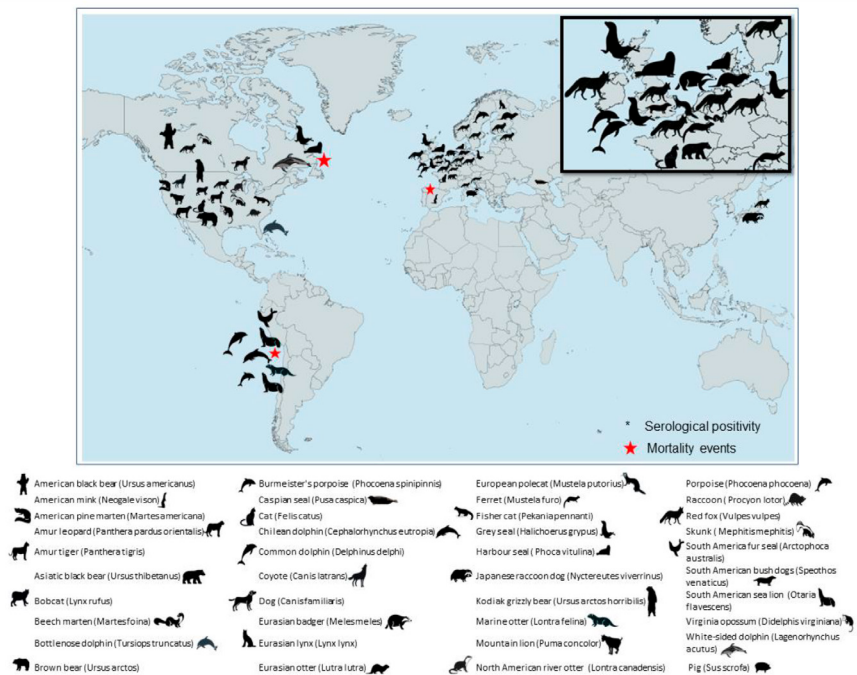 * Serological positivity
Mortality events
American black bear (Ursus americanus)
American mink (Neogale vison)
American pine marten (Martes americana)
Amur leopard (Panthera pardus orientalis)
Amur tigris (Panthera tigris)
Asiatic black bear (Ursus thibetanus)
Bobcat (Lynx rufus)
Beech marten (Martes foina)
Bottlenose dolphin (Tursiops truncatus)
Brown bear (Ursus arctos)
Burmeister's porpoise (Phocoena spinipinnis)
Caspian seal (Pusa caspica)
Cat (Felis catus)
Chilean dolphin (Cephalorhynchus eutropia)
Common dolphin (Delphinus delphi)
Coyote (Canis latrans)
Dog (Canis familiaris)
Eurasian badger (Meles meles)
Eurasian lynx (Lynx lynx)
Eurasian otter (Lutra lutra)
European polecat (Mustela putorius)
Ferret (Mustela furo)
Fisher cat (Pekania pennanti)
Grey seal (Halichoerus grypus)
Harbour seal (Phoca vitulina)
Japanese raccoon dog (Nyctereutes viverrinus)
Kodiak grizzly bear (Ursus arctos horribilis)
Marine otter (Lontra felina)
Mountain lion (Puma concolor)
North American river otter (Lontra canadensis)
Porpoise (Phocoena phocoena)
Raccoon (Procyon lotor)
Red fox (Vulpes vulpes)
Skunk (Mephitis mephitis)
South America fur seal (Arctophoca
australis)
South American bush dogs (Speothos
venaticus)
South American sea lion (Otaria
flavescens)
Virginia opossum (Didelphis virginiana)
White-sided dolphin (Lagenorhynchus
acutus)
Pig (Sus scrofa)